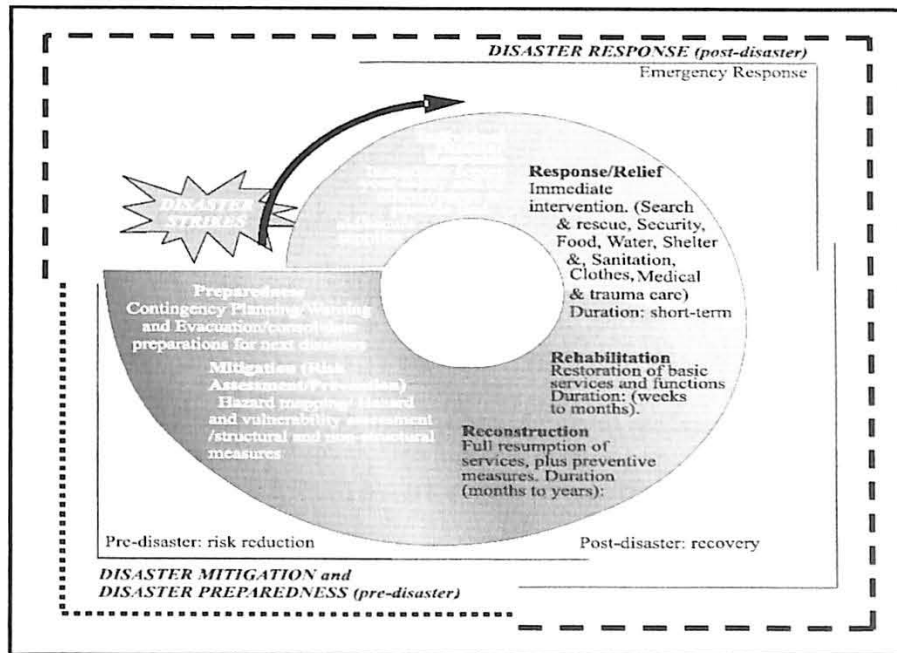 DISASTER RESPONSE (post-disaster)
Emergency Response
DISASTER
STRIKES
Response/Relief
Immediate
intervention. (Search
& rescue, Security,
Food, Water, Shelter
&, Sanitation,
Clothes, Medical
& trauma care)
Duration: short-term
Preparedness
Contingency Planning/Warning
and Evacuation/consolidate
preparations for next disasters
Mitigation (Risk
Assessment/Prevention)
Hazard mapping/ Hazard
and vulnerability assessment
/structural and non-structural
measures
Rehabilitation
Restoration of basic
services and functions
Duration: (weeks
to months).
Reconstruction
Full resumption of
services, plus preventive
measures. Duration
(months to years):
Pre-disaster: risk reduction
Post-disaster: recovery
DISASTER MITIGATION and
DISASTER PREPAREDNESS (pre-disaster)